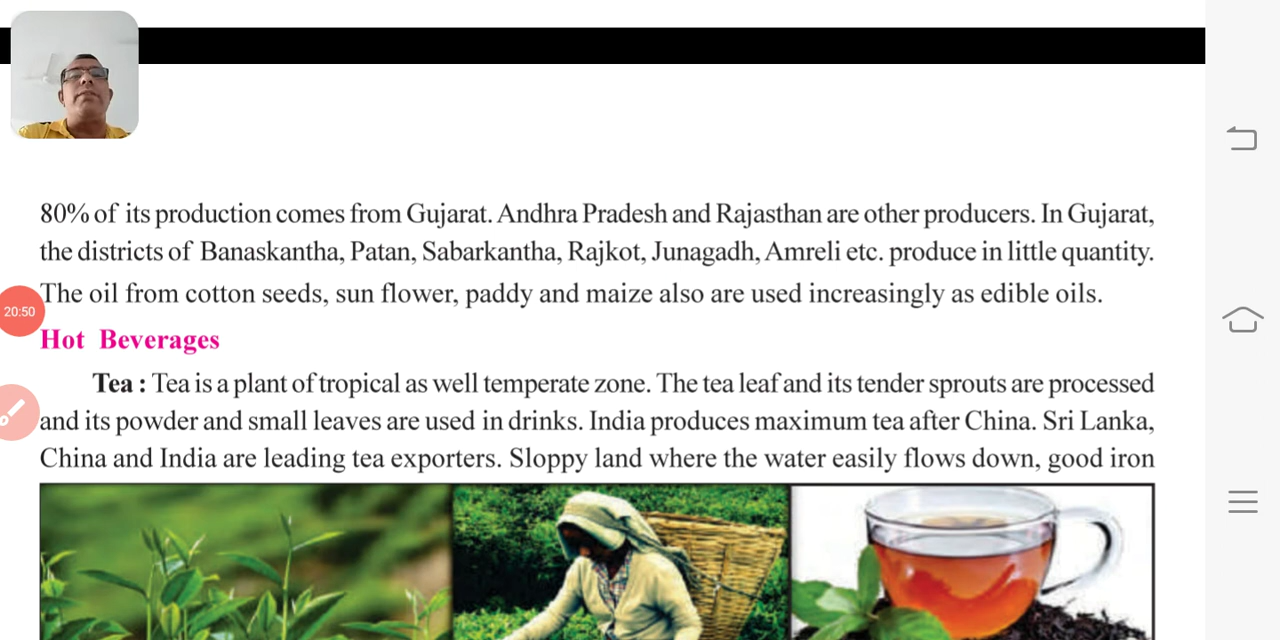 80% of its production comes from Gujarat. Andhra Pradesh and Rajasthan are other producers. In Gujarat,
the districts of Banaskantha, Patan, Sabarkantha, Rajkot, Junagadh, Amreli etc. produce in little quantity.
The oil from cotton seeds, sun flower, paddy and maize also are used increasingly as edible oils.
20:50
Hot Beverages
Tea : Tea is a plant of tropical as well temperate zone. The tea leaf and its tender sprouts are processed
and its powder and small leaves are used in drinks. India produces maximum tea after China. Sri Lanka,
China and India are leading tea exporters. Sloppy land where the water easily flows down, good iron